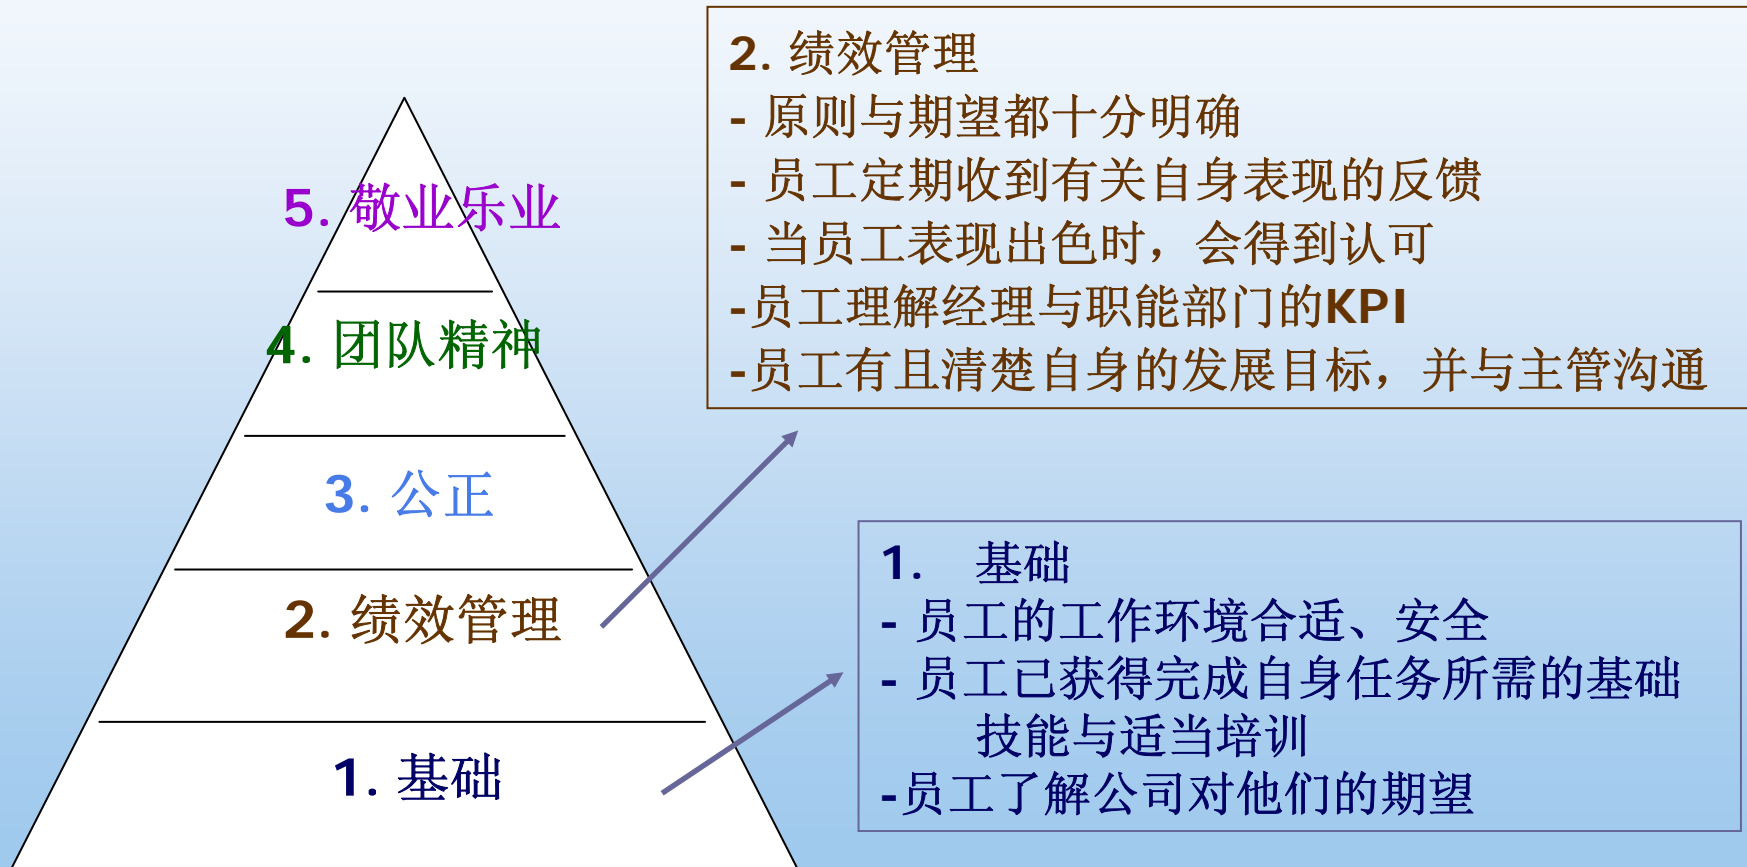 5. 敬业乐业
4. 团队精神
3. 公正
2. 绩效管理
1. 基础
2. 绩效管理
- 原则与期望都十分明确
- 员工定期收到有关自身表现的反馈
- 当员工表现出色时，会得到认可
-员工理解经理与职能部门的KPI
-员工有且清楚自身的发展目标，并与主管沟通
1. 基础
- 员工的工作环境合适、安全
- 员工已获得完成自身任务所需的基础
技能与适当培训
-员工了解公司对他们的期望